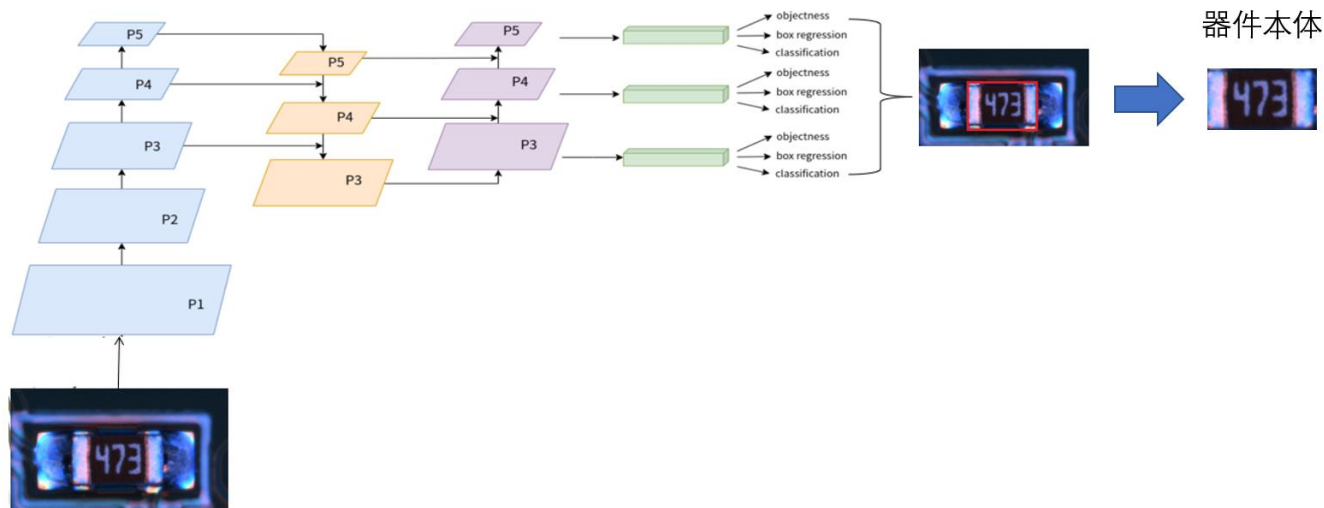 P5
P4
P3
P2
P1
473
P5
P4
P3
P5
P4
P3
objectness
box regression
classification
objectness
box regression
classification
objectness
box regression
classification
473
器件本体
473